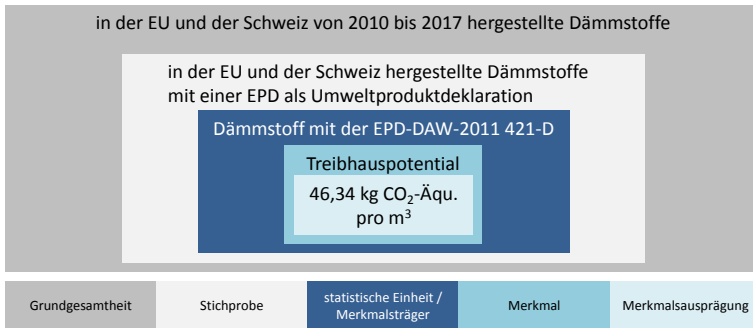 in der EU und der Schweiz von 2010 bis 2017 hergestellte Dämmstoffe
in der EU und der Schweiz hergestellte Dämmstoffe
mit einer EPD als Umweltproduktdeklaration
Dämmstoff mit der EPD-DAW-2011 421-D
Treibhauspotential
46,34 kg CO₂-Äqu.
pro m³
Grundgesamtheit
Stichprobe
statistische Einheit /
Merkmalsträger
Merkmal
Merkmalsausprägung